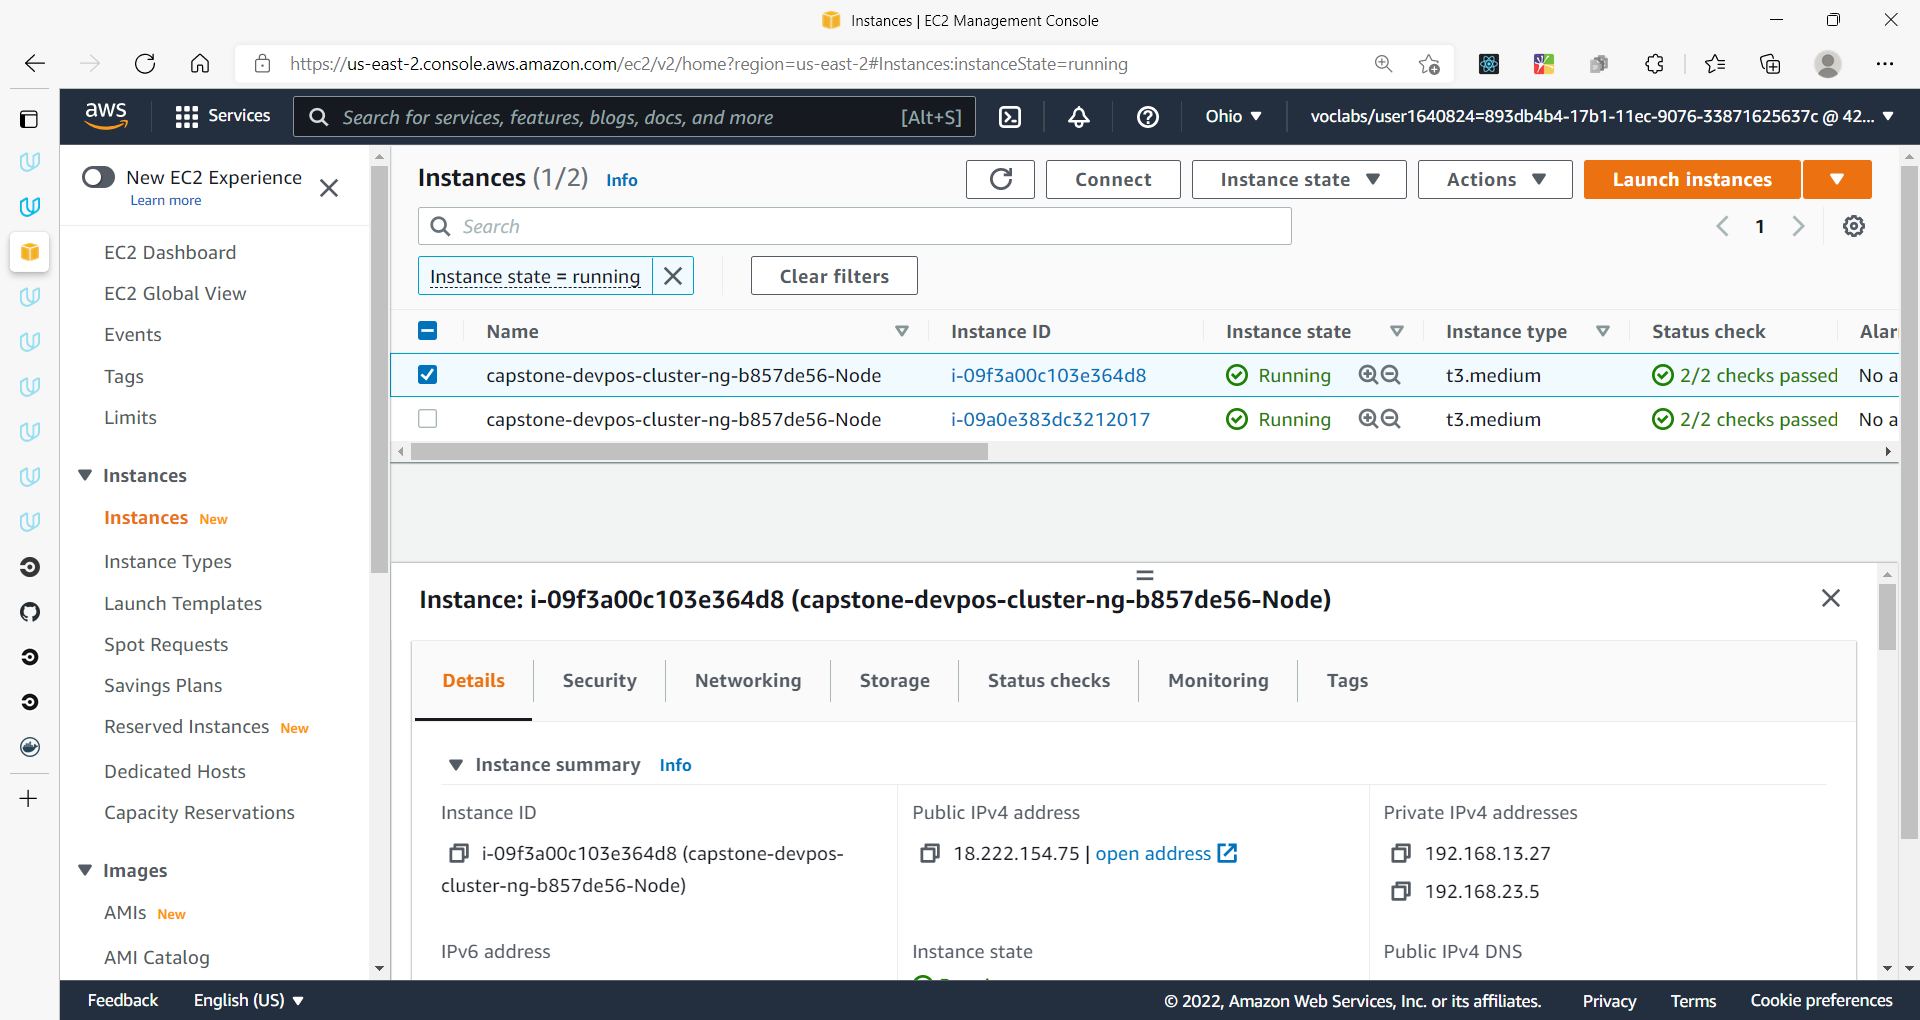 Instances | EC2 Management Console
https://us-east-2.console.aws.amazon.com/ec2/v2/home?region=us-east-2#Instances:instanceState=running
aws
Services
Search for services, features, blogs, docs, and more
[Alt+S]
Ohio
voclabs/user1640824=893db4b4-17b1-11ec-9076-33871625637c @ 42...
New EC2 Experience
Learn more
EC2 Dashboard
EC2 Global View
Events
Tags
Limits
Instances
Instances New
Instance Types
Launch Templates
Spot Requests
Savings Plans
Reserved Instances New
Dedicated Hosts
Capacity Reservations
Images
AMIs New
AMI Catalog
Instances (1/2) Info
Connect
Instance state
Actions
Launch instances
Search
1
Instance state = running
Clear filters
Name Instance ID Instance state Instance type Status check Alar
capstone-devpos-cluster-ng-b857de56-Node i-09f3a00c103e364d8 Running t3.medium 2/2 checks passed No a
capstone-devpos-cluster-ng-b857de56-Node i-09a0e383dc3212017 Running t3.medium 2/2 checks passed No a
Instance: i-09f3a00c103e364d8 (capstone-devpos-cluster-ng-b857de56-Node)
Details Security Networking Storage Status checks Monitoring Tags
Instance summary Info
Instance ID
i-09f3a00c103e364d8 (capstone-devpos-
cluster-ng-b857de56-Node)
Public IPv4 address
18.222.154.75 | open address
Private IPv4 addresses
192.168.13.27
192.168.23.5
IPv6 address
Instance state
Public IPv4 DNS
Feedback
English (US)
© 2022, Amazon Web Services, Inc. or its affiliates.
Privacy
Terms
Cookie preferences